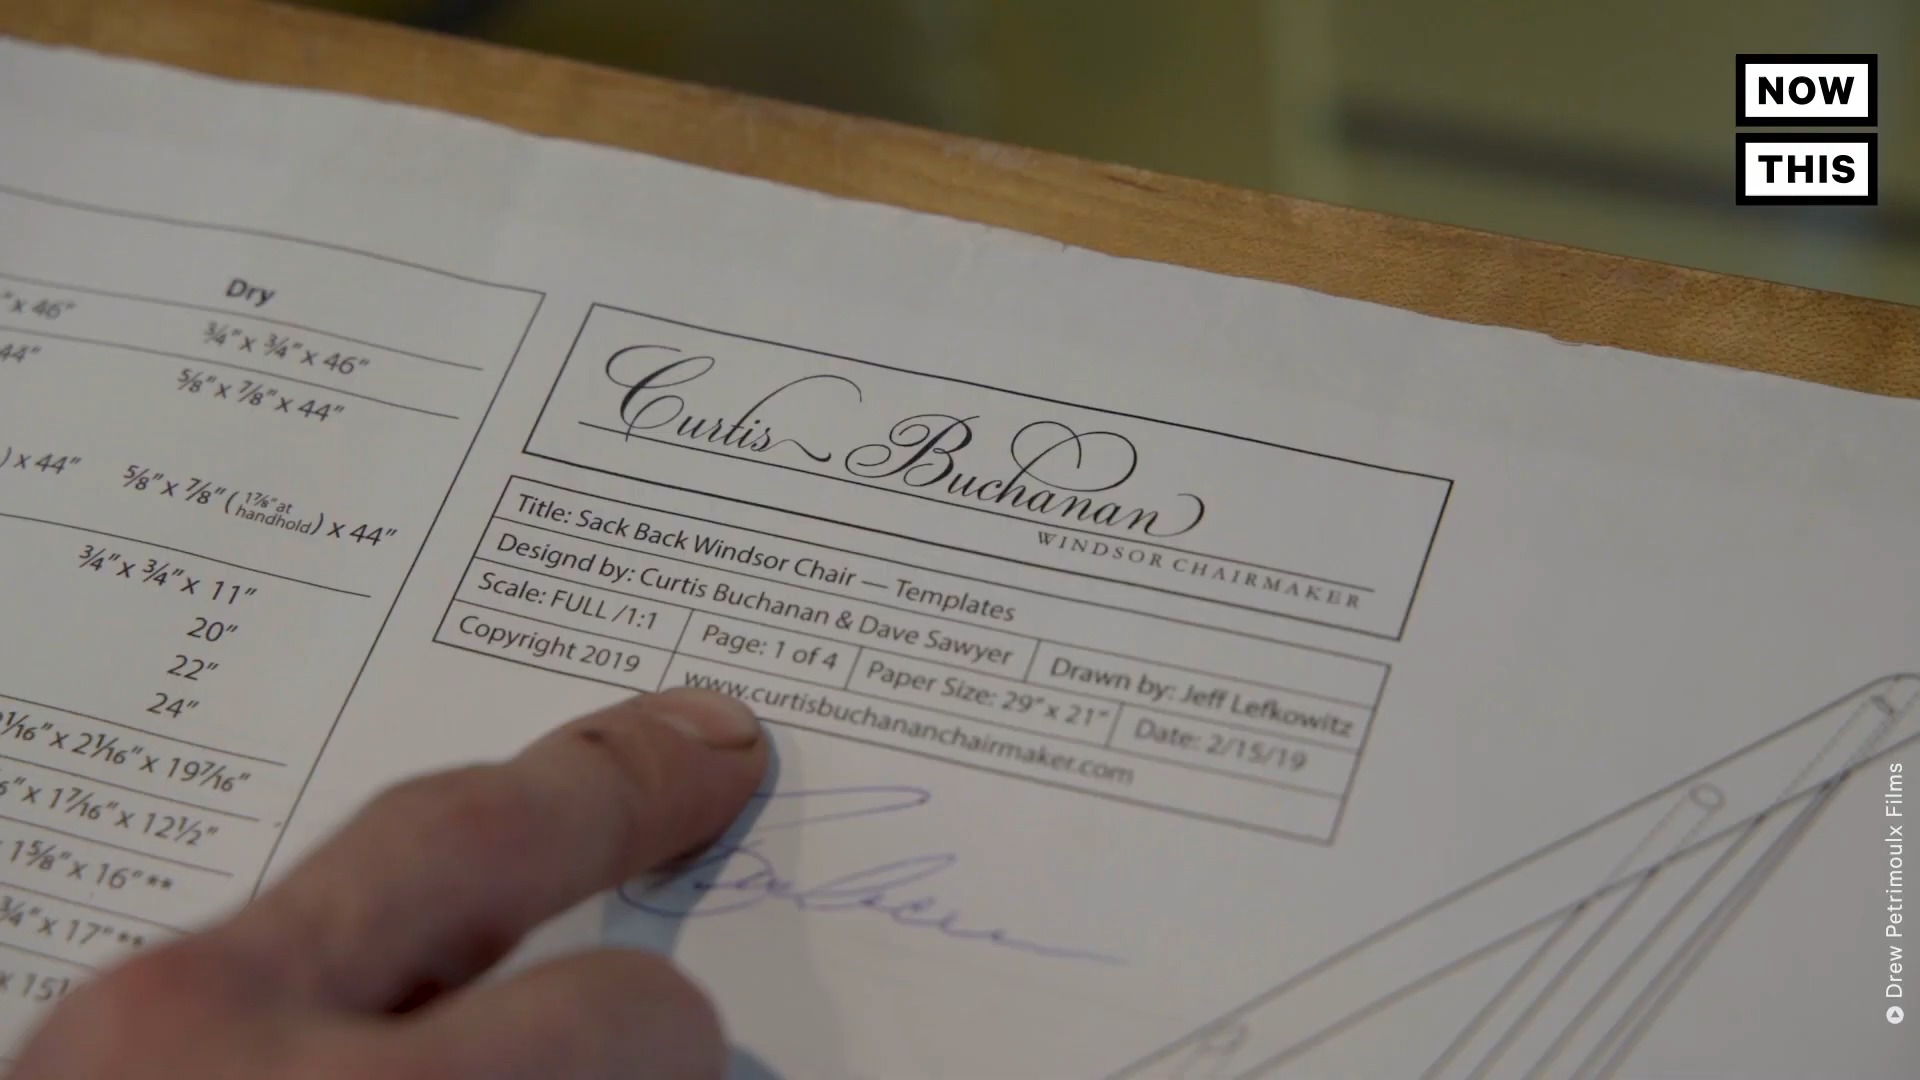 NOW
THIS
Dry
"x 46"
¾" x ¾" x 46"
44"
⅝" x ⅞" x 44"
) x 44"
⅝" x ⅞" (1⅞" at handhold) x 44"
¾" x ¾" x 11"
20"
22"
24"
1/16" x 2 1/16" x 19 7/16"
" x 1 7/16" x 12½"
1⅝" x 16"**
¾" x 17"**
x 15
Curtis Buchanan
WINDSOR CHAIRMAKER
Title: Sack Back Windsor Chair — Templates
Designd by: Curtis Buchanan & Dave Sawyer
Drawn by: Jeff Lefkowitz
Scale: FULL /1:1
Page: 1 of 4
Paper Size: 29" x 21"
Date: 2/15/19
Copyright 2019
www.curtisbuchananchairmaker.com
Drew Petrimoulx Films